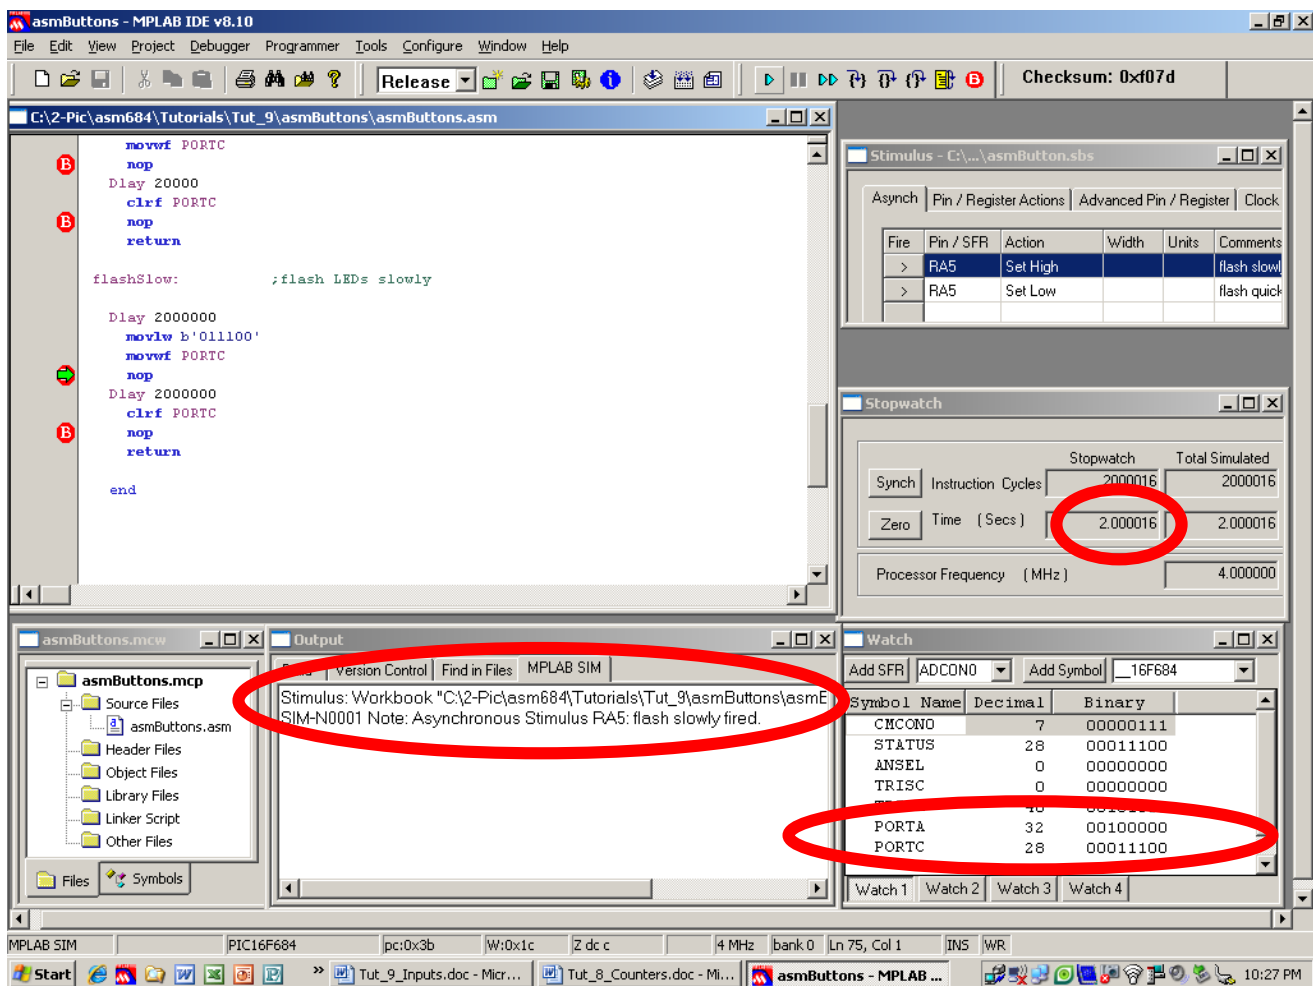 asmButtons - MPLAB IDE v8.10
File Edit View Project Debugger Programmer Tools Configure Window Help
Release
Checksum: 0xf07d
C:\2-Pic\asm684\Tutorials\Tut_9\asmButtons\asmButtons.asm
movwf PORTC
B nop
Dlay 20000
clrf PORTC
B nop
return
flashSlow: ;flash LEDs slowly
Dlay 2000000
movlw b'011100'
movwf PORTC
nop
Dlay 2000000
clrf PORTC
B nop
return
end
Stimulus - C:\...\asmButton.sbs
Asynch Pin / Register Actions Advanced Pin / Register Clock
Fire Pin / SFR Action Width Units Comments
> RA5 Set High flash slowl
> RA5 Set Low flash quick
Stopwatch
Stopwatch Total Simulated
Synch Instruction Cycles 2000016 2000016
Zero Time (Secs) 2.000016 2.000016
Processor Frequency (MHz) 4.000000
asmButtons.mcw
asmButtons.mcp
Source Files
asmButtons.asm
Header Files
Object Files
Library Files
Linker Script
Other Files
Files Symbols
Output
Version Control Find in Files MPLAB SIM
Stimulus: Workbook "C:\2-Pic\asm684\Tutorials\Tut_9\asmButtons\asmB
SIM-N0001 Note: Asynchronous Stimulus RA5: flash slowly fired.
Watch
Add SFR ADCON0 Add Symbol __16F684
Symbol Name Decimal Binary
CMCON0 7 00000111
STATUS 28 00011100
ANSEL 0 00000000
TRISC 0 00000000
PORTA 32 00100000
PORTC 28 00011100
Watch 1 Watch 2 Watch 3 Watch 4
MPLAB SIM PIC16F684 pc:0x3b W:0x1c Z dc c 4 MHz bank 0 Ln 75, Col 1 INS WR
Start » Tut_9_Inputs.doc - Micr... Tut_8_Counters.doc - Mi... asmButtons - MPLAB ... 10:27 PM